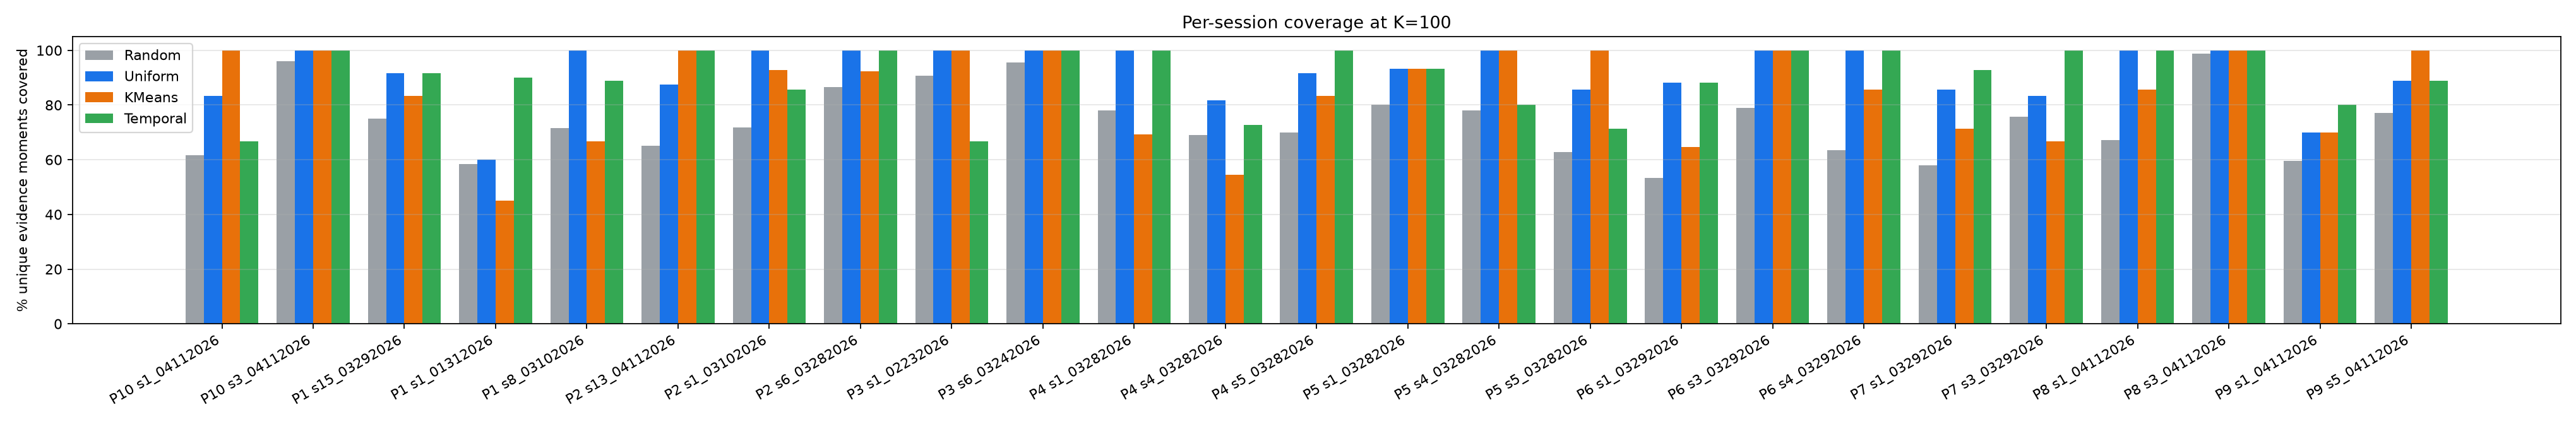 Per-session coverage at K=100
% unique evidence moments covered
100
80
60
40
20
0
Random
Uniform
KMeans
Temporal
P10 s1_04112026
P10 s3_04112026
P1 s15_03292026
P1 s1_01312026
P1 s8_03102026
P2 s13_04112026
P2 s1_03102026
P2 s6_03282026
P3 s1_02232026
P3 s6_03242026
P4 s1_03282026
P4 s4_03282026
P4 s5_03282026
P5 s1_03282026
P5 s4_03282026
P5 s5_03282026
P6 s1_03292026
P6 s3_03292026
P6 s4_03292026
P7 s1_03292026
P7 s3_03292026
P8 s1_04112026
P8 s3_04112026
P9 s1_04112026
P9 s5_04112026